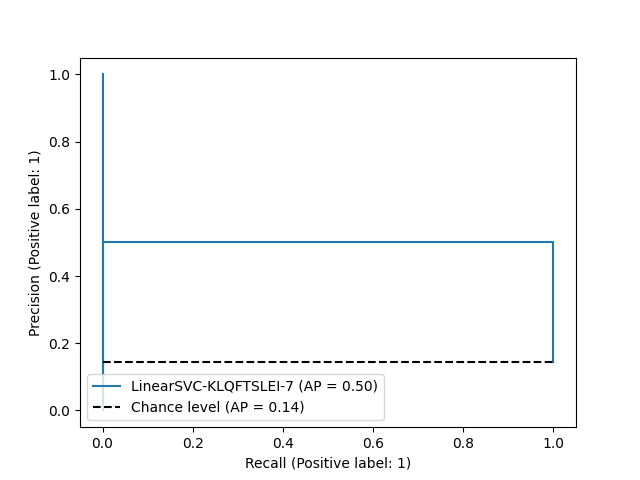 1.0
0.8
0.6
0.4
0.2
0.0
Precision (Positive label: 1)
LinearSVC-KLQFTSLEI-7 (AP = 0.50)
Chance level (AP = 0.14)
0.0 0.2 0.4 0.6 0.8 1.0
Recall (Positive label: 1)